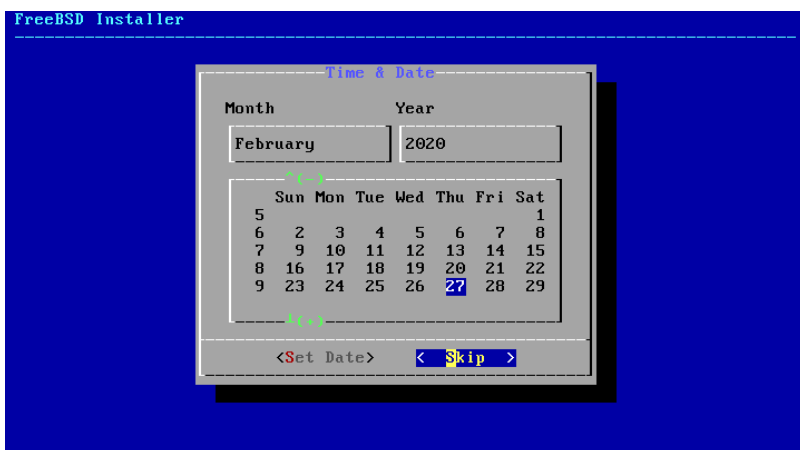 FreeBSD Installer
Time & Date
Month Year
February 2020
^(-)
Sun Mon Tue Wed Thu Fri Sat
5 1
6 2 3 4 5 6 7 8
7 9 10 11 12 13 14 15
8 16 17 18 19 20 21 22
9 23 24 25 26 27 28 29
┴(+)
<Set Date> < Skip >